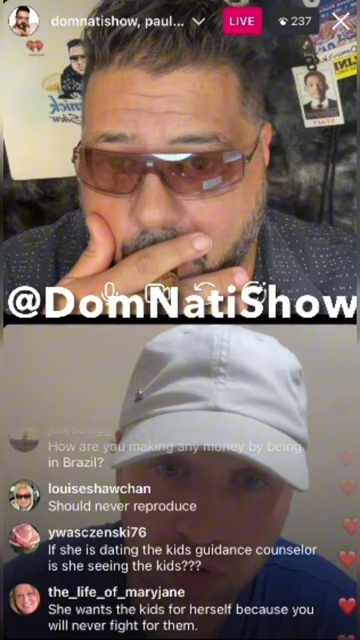 domnatishow, paul...
LIVE
237
@DomNatiShow
How are you making any money by being
in Brazil?
louiseshawchan
Should never reproduce
ywasczenski76
If she is dating the kids guidance counselor
is she seeing the kids???
the_life_of_maryjane
She wants the kids for herself because you
will never fight for them.